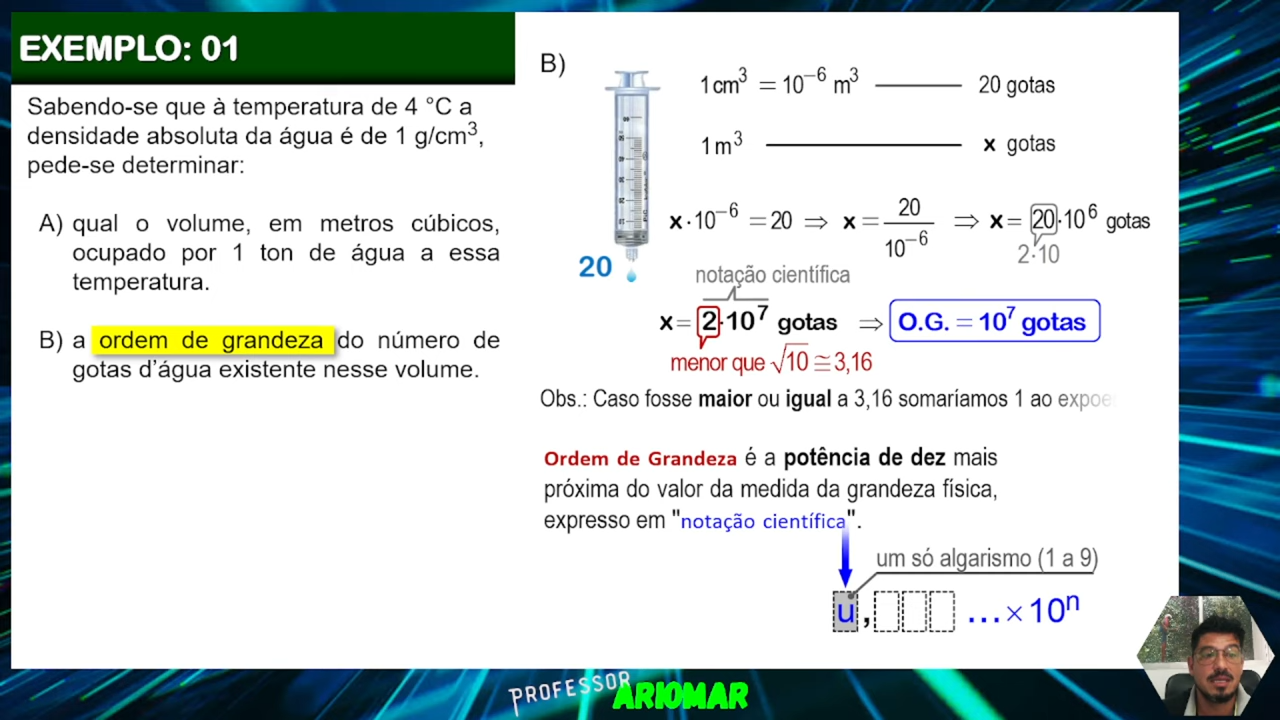 EXEMPLO: 01
Sabendo-se que à temperatura de 4 °C a
densidade absoluta da água é de 1 g/cm³,
pede-se determinar:
A) qual o volume, em metros cúbicos,
ocupado por 1 ton de água a essa
temperatura.
B) a ordem de grandeza do número de
gotas d'água existente nesse volume.
B)
1 cm³ = 10⁻⁶ m³ 20 gotas
1 m³ x gotas
x · 10⁻⁶ = 20 ⇒ x = 20/10⁻⁶ ⇒ x = 20 · 10⁶ gotas
2·10
20
notação científica
x = 2 · 10⁷ gotas ⇒ O.G. = 10⁷ gotas
menor que √10 ≅ 3,16
Obs.: Caso fosse maior ou igual a 3,16 somaríamos 1 ao
Ordem de Grandeza é a potência de dez mais
próxima do valor da medida da grandeza física,
expresso em "notação científica".
um só algarismo (1 a 9)
u , ... × 10ⁿ
PROFESSOR ARIOMAR